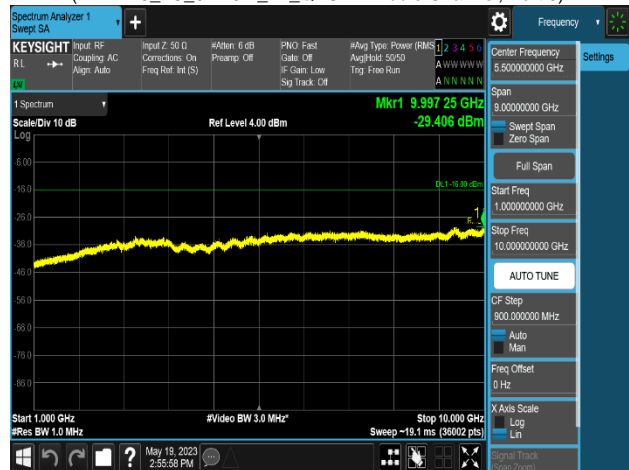 Spectrum Analyzer 1
Swept SA
Frequency
KEYSIGHT
Input: RF
Coupling: AC
Align: Auto
Input Z: 50 Ω
Corrections: On
Freq Ref: Int (S)
#Atten: 6 dB
Preamp: Off
PNO: Fast
Gate: Off
IF Gain: Low
Sig Track: Off
#Avg Type: Power (RMS
Avg|Hold: 50/50
Trig: Free Run
1 2 3 4 5 6
A W W W W W
A N N N N N
RL
1 Spectrum
Mkr1 9.997 25 GHz
Scale/Div 10 dB
Ref Level 4.00 dBm
-29.406 dBm
Log
-6.00
-16.0
DL1 -16.00 dBm
-26.0
1
-36.0
-46.0
-56.0
-66.0
-76.0
-86.0
Start 1.000 GHz
#Video BW 3.0 MHz*
Stop 10.000 GHz
#Res BW 1.0 MHz
Sweep ~19.1 ms (36002 pts)
May 19, 2023
2:55:58 PM
Center Frequency
5.500000000 GHz
Settings
Span
9.00000000 GHz
Swept Span
Zero Span
Full Span
Start Freq
1.000000000 GHz
Stop Freq
10.000000000 GHz
AUTO TUNE
CF Step
900.000000 MHz
Auto
Man
Freq Offset
0 Hz
X Axis Scale
Log
Lin
Signal Track
(Span Zoom)